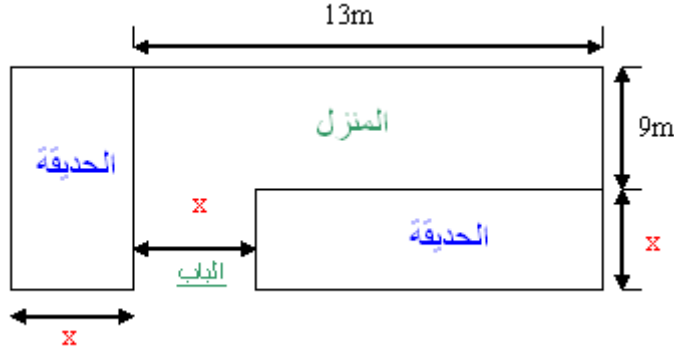 13m
المنزل
9m
الحديقة
x
الحديقة
x
الباب
x